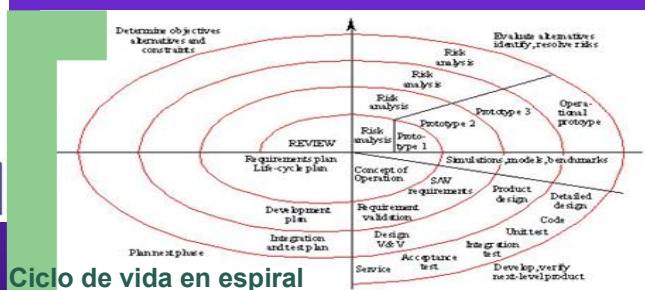 Determine objectives
alternatives and
constraints
Evaluate alternatives
identify, resolve risks
Risk
analysis
Risk
analysis
Risk
analysis
Risk
analysis
REVIEW
Proto-
type 1
Prototype 2
Prototype 3
Opera-
tional
protoype
Requirements plan
Life-cycle plan
Concept of
Operation
Simulations, models, benchmarks
S/W
requirements
Product
design
Detailed
design
Development
plan
Requirement
validation
Code
Unit test
Integration
and test plan
Design
V& V
Integration
test
Plan next phase
Acceptance
test
Service
Develop, verify
next-level product
Ciclo de vida en espiral